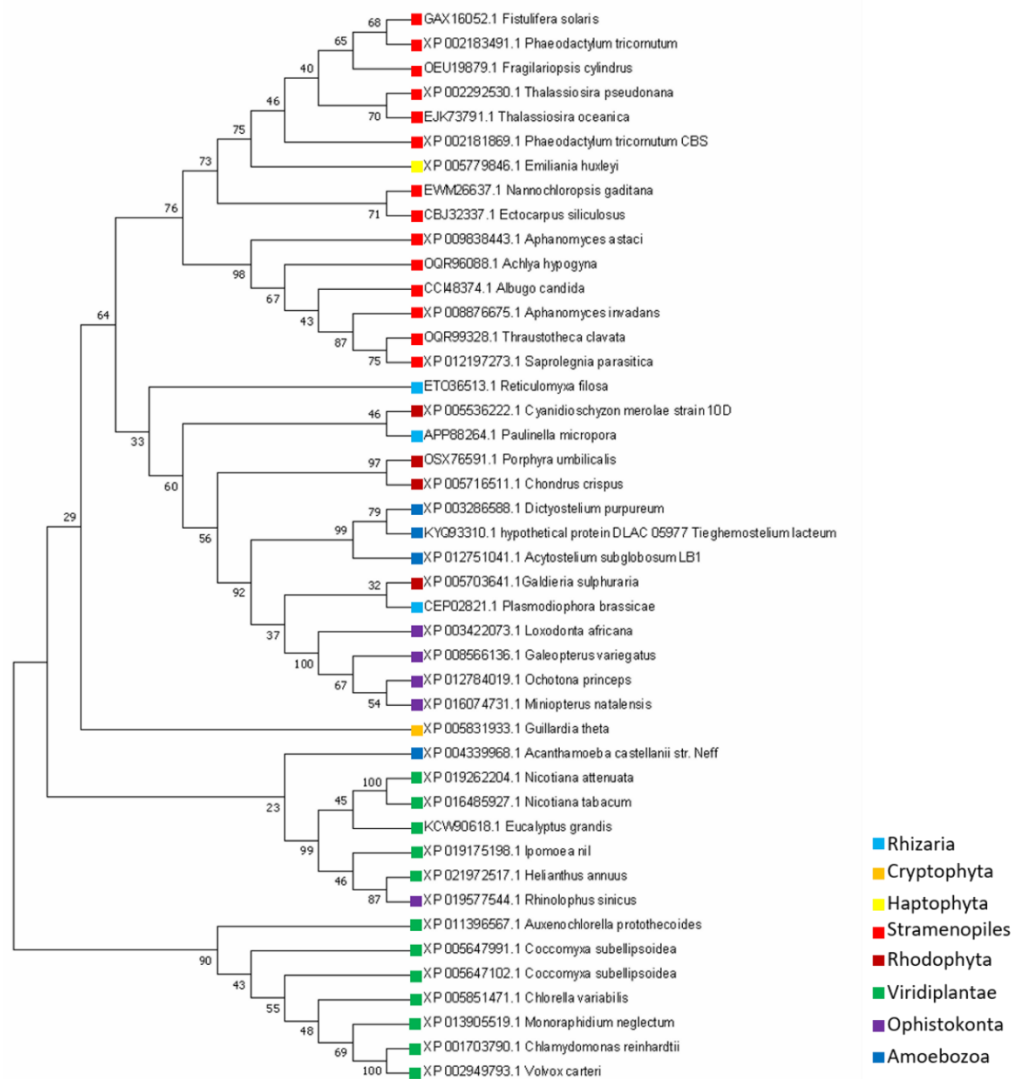 68
GAX16052.1 Fistulifera solaris
65
XP 002183491.1 Phaeodactylum tricornutum
40
OEU19879.1 Fragilariopsis cylindrus
46
XP 002292530.1 Thalassiosira pseudonana
70
EJK73791.1 Thalassiosira oceanica
75
XP 002181869.1 Phaeodactylum tricornutum CBS
73
XP 005779846.1 Emiliania huxleyi
EWM26637.1 Nannochloropsis gaditana
76
71
CBJ32337.1 Ectocarpus siliculosus
XP 009838443.1 Aphanomyces astaci
98
OQR96088.1 Achlya hypogyna
67
CCI48374.1 Albugo candida
64
43
XP 008876675.1 Aphanomyces invadans
87
OQR99328.1 Thraustotheca clavata
75
XP 012197273.1 Saprolegnia parasitica
ETO36513.1 Reticulomyxa filosa
46
XP 005536222.1 Cyanidioschyzon merolae strain 10D
33
APP88264.1 Paulinella micropora
97
OSX76591.1 Porphyra umbilicalis
60
XP 005716511.1 Chondrus crispus
29
79
XP 003286588.1 Dictyostelium purpureum
56
99
KYQ93310.1 hypothetical protein DLAC 05977 Tieghemostelium lacteum
XP 012751041.1 Acytostelium subglobosum LB1
92
32
XP 005703641.1Galdieria sulphuraria
CEP02821.1 Plasmodiophora brassicae
37
XP 003422073.1 Loxodonta africana
100
XP 008566136.1 Galeopterus variegatus
67
XP 012784019.1 Ochotona princeps
54
XP 016074731.1 Miniopterus natalensis
XP 005831933.1 Guillardia theta
XP 004339968.1 Acanthamoeba castellanii str. Neff
100
XP 019262204.1 Nicotiana attenuata
23
45
XP 016485927.1 Nicotiana tabacum
KCW90618.1 Eucalyptus grandis
99
XP 019175198.1 Ipomoea nil
46
XP 021972517.1 Helianthus annuus
87
XP 019577544.1 Rhinolophus sinicus
XP 011396567.1 Auxenochlorella protothecoides
90
XP 005647991.1 Coccomyxa subellipsoidea
43
XP 005647102.1 Coccomyxa subellipsoidea
55
XP 005851471.1 Chlorella variabilis
48
XP 013905519.1 Monoraphidium neglectum
69
XP 001703790.1 Chlamydomonas reinhardtii
100
XP 002949793.1 Volvox carteri
Rhizaria
Cryptophyta
Haptophyta
Stramenopiles
Rhodophyta
Viridiplantae
Ophistokonta
Amoebozoa